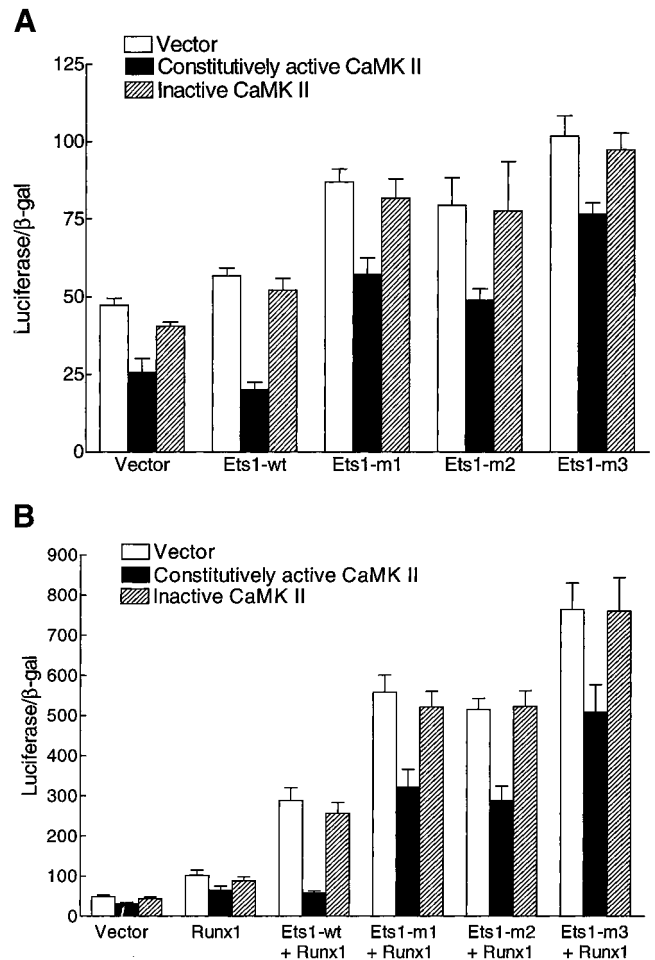 A
Vector
Constitutively active CaMK II
Inactive CaMK II
125
100
75
50
25
0
Luciferase/β-gal
Vector Ets1-wt Ets1-m1 Ets1-m2 Ets1-m3
B
Vector
Constitutively active CaMK II
Inactive CaMK II
900
800
700
600
500
400
300
200
100
0
Luciferase/β-gal
Vector Runx1 Ets1-wt Ets1-m1 Ets1-m2 Ets1-m3
+ Runx1 + Runx1 + Runx1 + Runx1